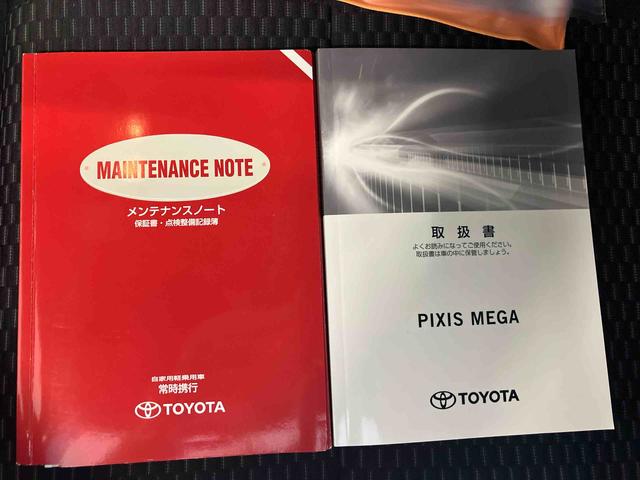 MAINTENANCE NOTE
メンテナンスノート
保証書・点検整備記録簿
自家用軽乗用車
常時携行
TOYOTA
取扱書
よくお読みになってご使用ください。
取扱書は車の中に保管しましょう。
PIXIS MEGA
TOYOTA